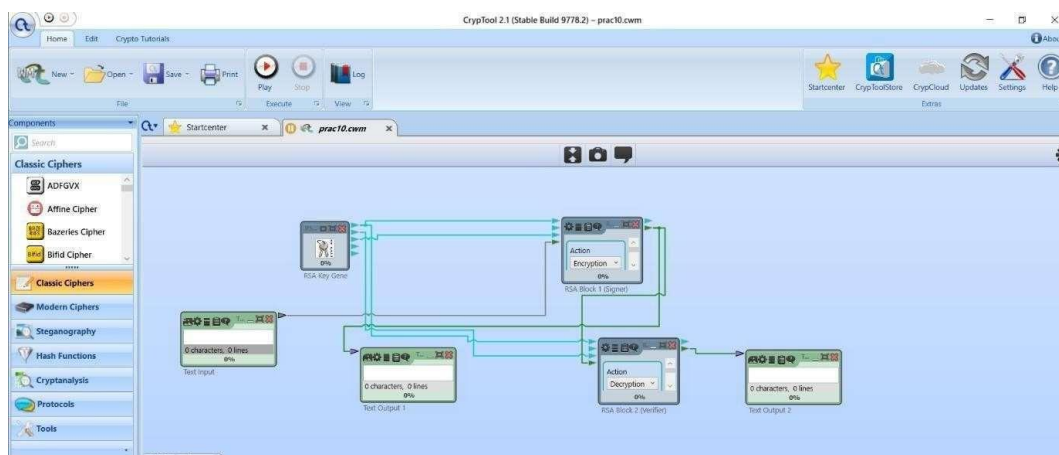 CrypTool 2.1 (Stable Build 9778.2) – prac10.cwm
Home Edit Crypto Tutorials
New Open Save Print Play Stop Log
File Execute View
Startcenter CrypToolStore CrypCloud Updates Settings Help
Extras
Components
Search
Classic Ciphers
ADFGVX
Affine Cipher
Bazeries Cipher
Bifid Cipher
Classic Ciphers
Modern Ciphers
Steganography
Hash Functions
Cryptanalysis
Protocols
Tools
Startcenter
prac10.cwm
0%
RSA Key Gene
Action
Encryption
0%
RSA Block 1 (Signer)
0 characters, 0 lines
0%
Text Input
0 characters, 0 lines
0%
Text Output 1
Action
Decryption
0%
RSA Block 2 (Verifier)
0 characters, 0 lines
0%
Text Output 2